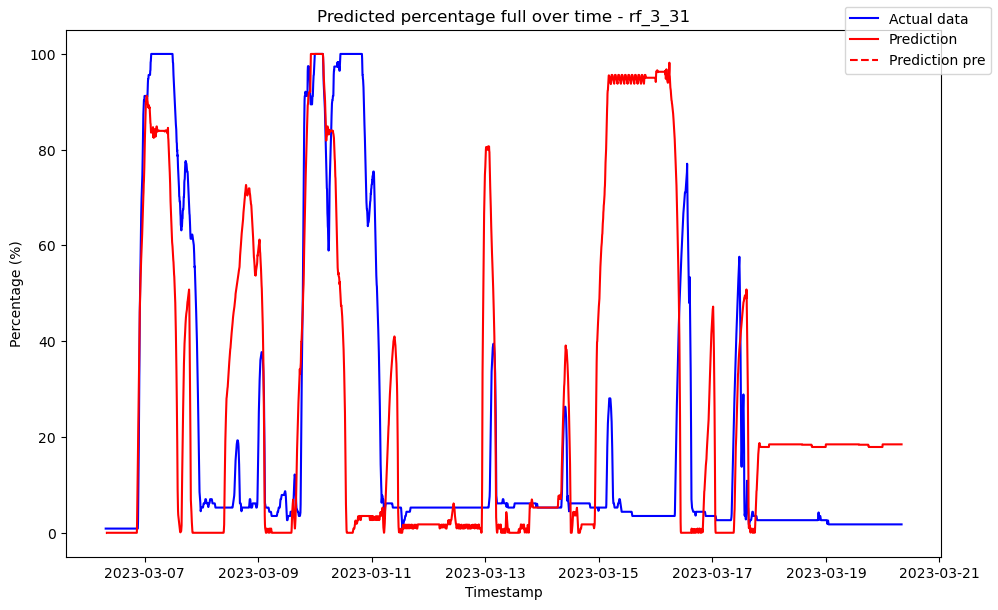 Predicted percentage full over time - rf_3_31
Actual data
Prediction
Prediction pre
Percentage (%)
100
80
60
40
20
0
2023-03-07
2023-03-09
2023-03-11
2023-03-13
2023-03-15
2023-03-17
2023-03-19
2023-03-21
Timestamp